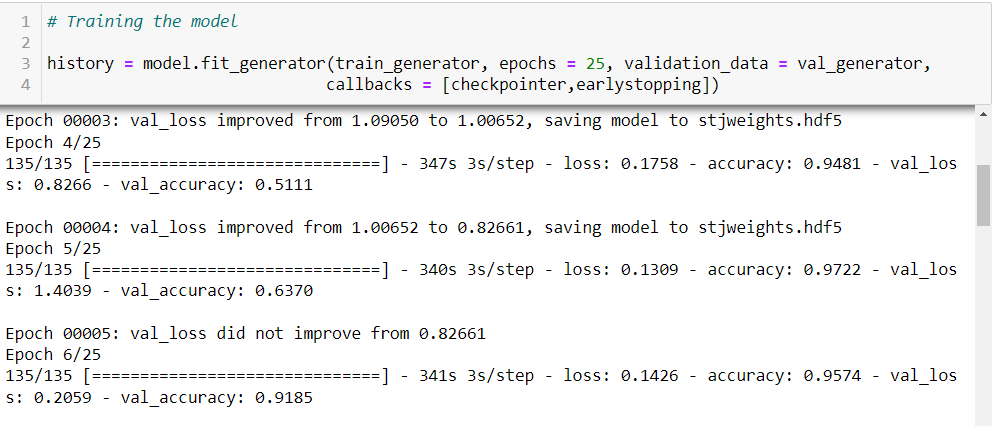 1 # Training the model
2
3 history = model.fit_generator(train_generator, epochs = 25, validation_data = val_generator,
4 callbacks = [checkpointer,earlystopping])
Epoch 00003: val_loss improved from 1.09050 to 1.00652, saving model to stjweights.hdf5
Epoch 4/25
135/135 [==============================] - 347s 3s/step - loss: 0.1758 - accuracy: 0.9481 - val_los
s: 0.8266 - val_accuracy: 0.5111
Epoch 00004: val_loss improved from 1.00652 to 0.82661, saving model to stjweights.hdf5
Epoch 5/25
135/135 [==============================] - 340s 3s/step - loss: 0.1309 - accuracy: 0.9722 - val_los
s: 1.4039 - val_accuracy: 0.6370
Epoch 00005: val_loss did not improve from 0.82661
Epoch 6/25
135/135 [==============================] - 341s 3s/step - loss: 0.1426 - accuracy: 0.9574 - val_los
s: 0.2059 - val_accuracy: 0.9185